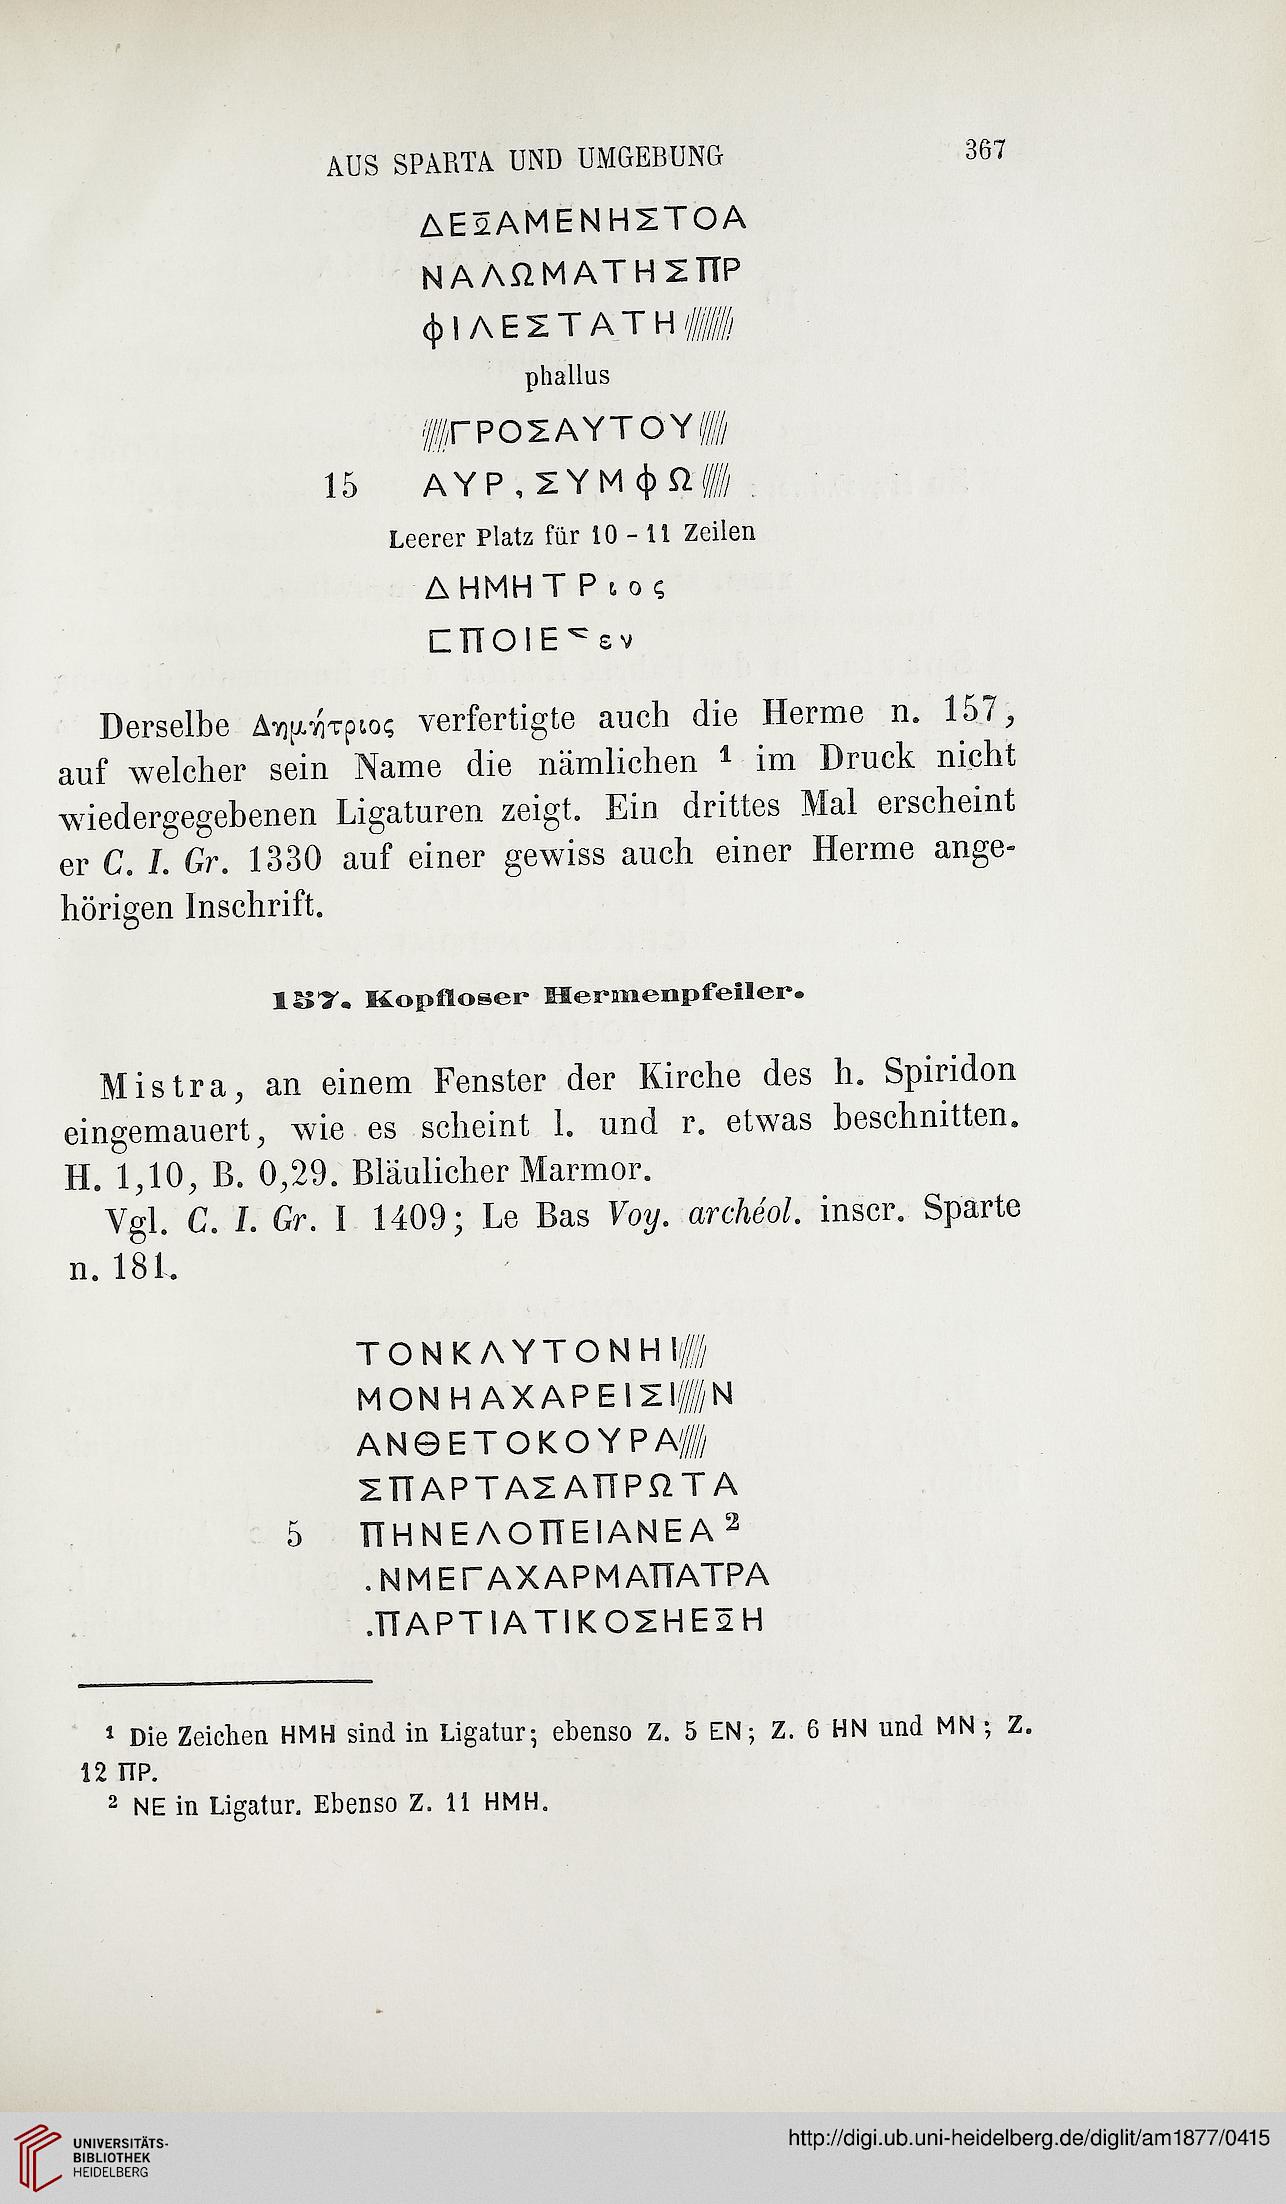 AUS SPARTA UND UMGEBUNG 367
ΔΕΞΑΜΕΝΗΣΤΟΑ
ΝΑΛΩΜΑΤΗΣΠΡ
ΦΙΛΕΣΤΑΤΗ
phallus
ΓΡΟΣΑΥΤΟΥ
15 ΑΥΡ,ΣΥΜΦΩ
Leerer Platz für 10-11 Zeilen
ΔΗΜΗΤΡιος
ΕΠΟΙΕεν
Derselbe Δημήτριος verfertigte auch die Herme n. 157,
auf welcher sein Name die nämlichen ¹ im Druck nicht
wiedergegebenen Ligaturen zeigt. Ein drittes Mal erscheint
er C. I. Gr. 1330 auf einer gewiss auch einer Herme ange-
hörigen Inschrift.
157. Kopfloser Hermenpfeiler.
Mistra, an einem Fenster der Kirche des h. Spiridon
eingemauert, wie es scheint l. und r. etwas beschnitten.
H. 1,10, B. 0,29. Bläulicher Marmor.
Vgl. C. I. Gr. I 1409; Le Bas Voy. archéol. inscr. Sparte
n. 181.
ΤΟΝΚΛΥΤΟΝΗΙ
ΜΟΝΗΑΧΑΡΕΙΣΙ Ν
ΑΝΘΕΤΟΚΟΥΡΑ
ΣΠΑΡΤΑΣΑΠΡΩΤΑ
5 ΠΗΝΕΛΟΠΕΙΑΝΕΑ ²
.ΝΜΕΓΑΧΑΡΜΑΠΑΤΡΑ
.ΠΑΡΤΙΑΤΙΚΟΣΗΕΞΗ
¹ Die Zeichen ΗΜΗ sind in Ligatur; ebenso Z. 5 ΕΝ; Z. 6 ΗΝ und ΜΝ; Z.
12 ΠΡ.
² ΝΕ in Ligatur. Ebenso Z. 11 ΗΜΗ.
UNIVERSITÄTS-
BIBLIOTHEK
HEIDELBERG
http://digi.ub.uni-heidelberg.de/diglit/am1877/0415